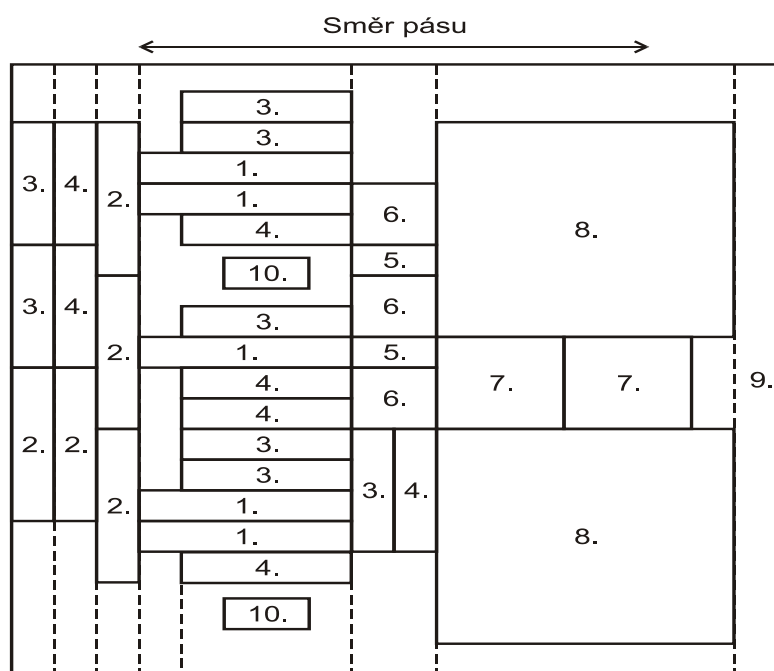 Směr pásu
3.
3.
1.
3. 4. 2. 1. 6. 8.
4.
10. 5.
3. 4. 3. 6.
2. 1. 5. 7. 7. 9.
4. 6.
4.
2. 2. 3.
2. 3. 3. 4.
1.
1. 8.
4.
10.